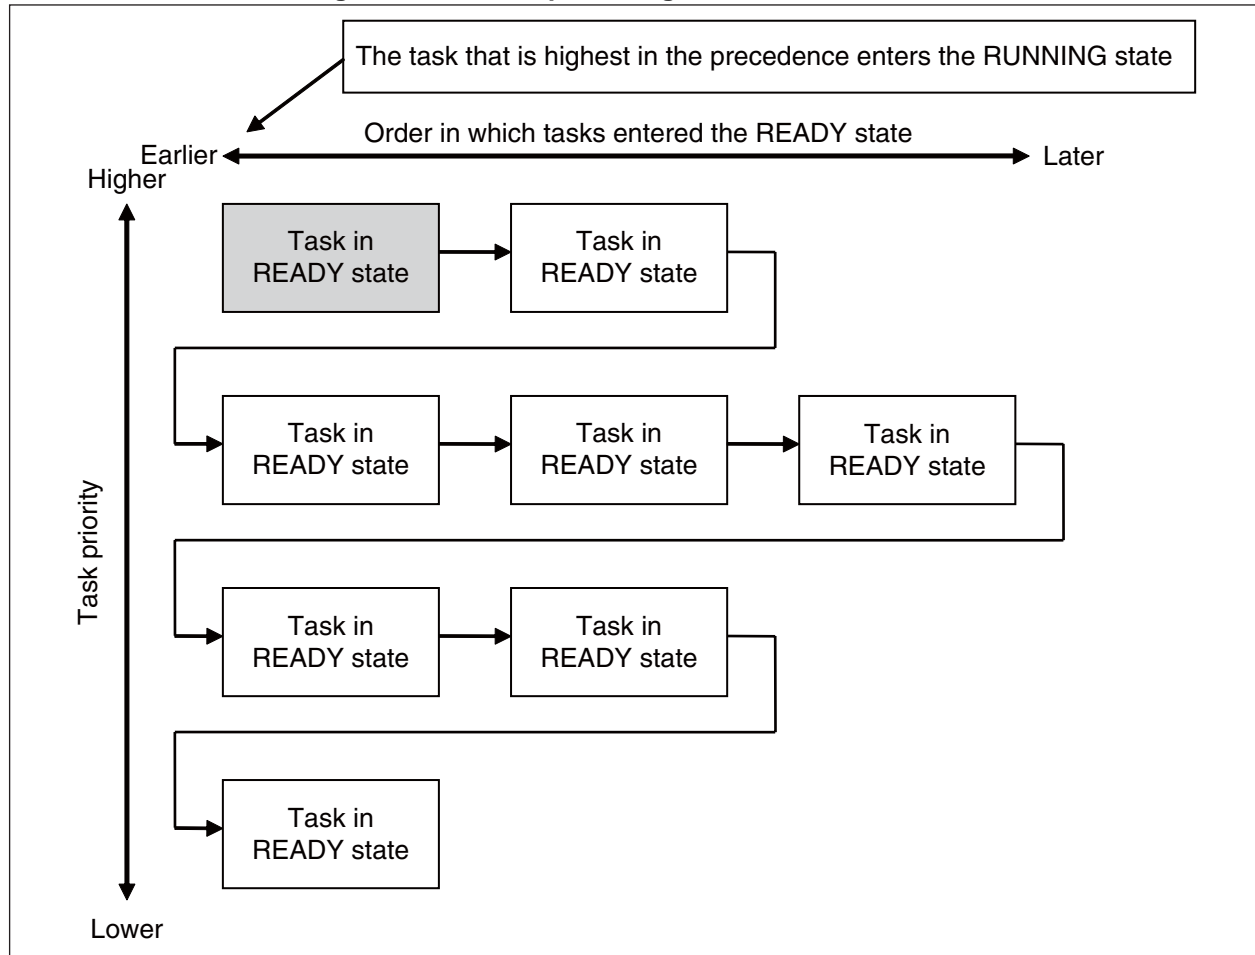 The task that is highest in the precedence enters the RUNNING state
Order in which tasks entered the READY state
Earlier
Later
Higher
Task in
READY state
Task in
READY state
Task in
READY state
Task in
READY state
Task in
READY state
Task priority
Task in
READY state
Task in
READY state
Task in
READY state
Lower